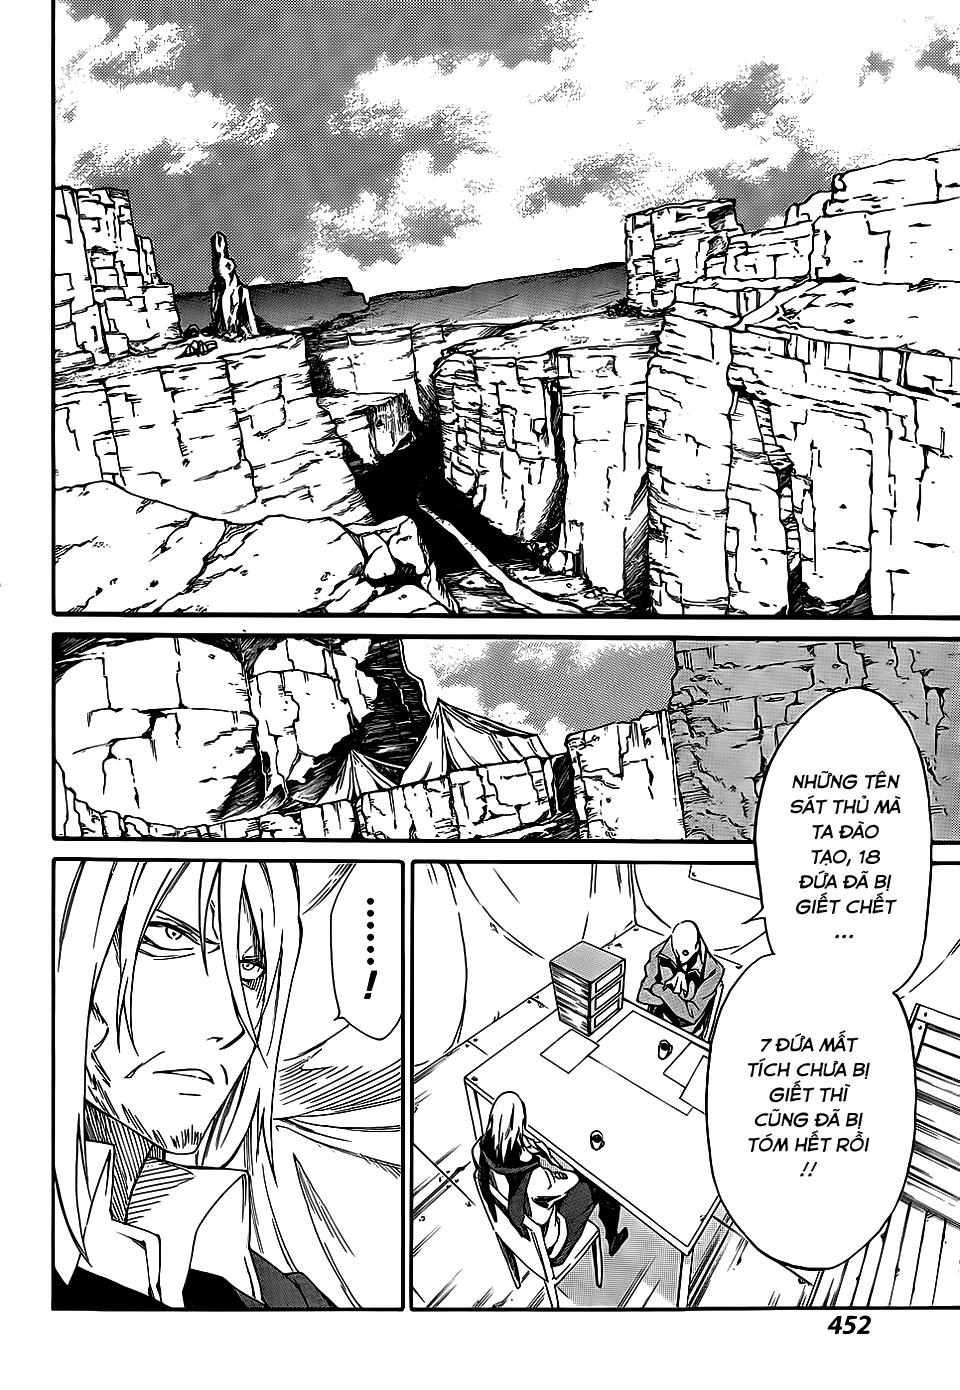 NHỮNG TÊN
SÁT THỦ MÀ
TA ĐÀO
TẠO, 18
ĐỨA ĐÃ BỊ
GIẾT CHẾT
...
7 ĐỨA MẤT
TÍCH CHƯA BỊ
GIẾT THÌ
CŨNG ĐÃ BỊ
TÓM HẾT RỒI
!!
......!
452